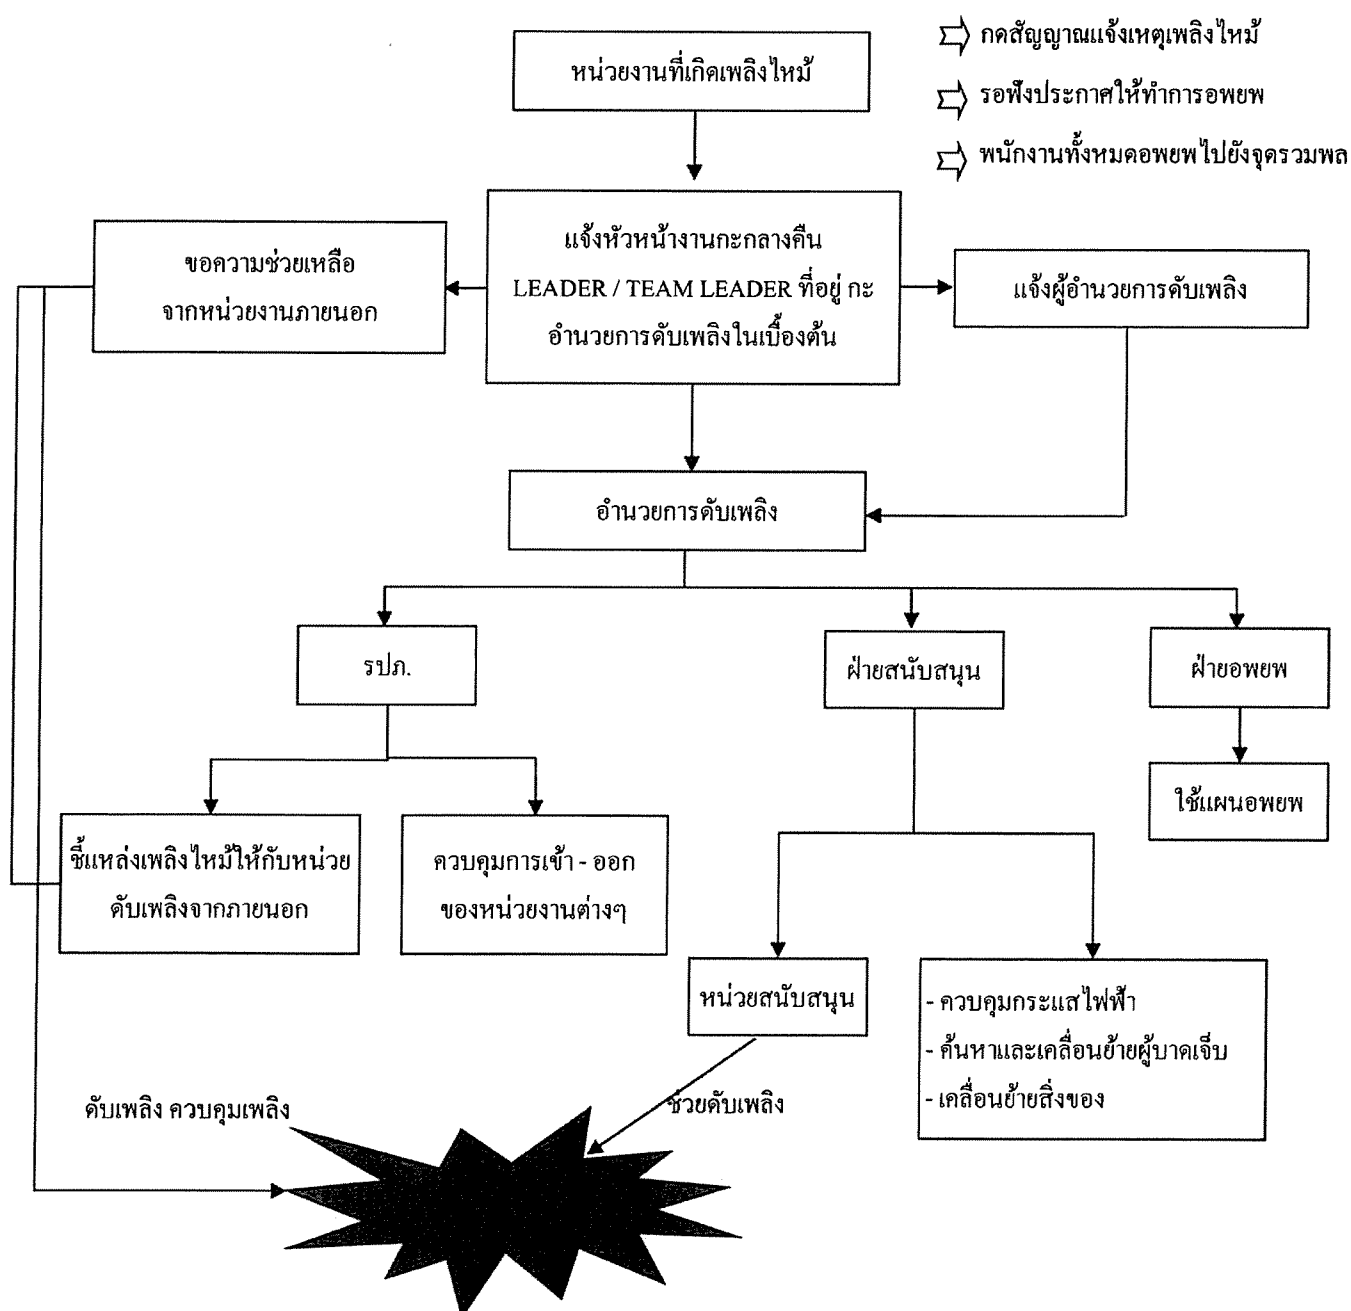 กดสัญญาณแจ้งเหตุเพลิงไหม้
หน่วยงานที่เกิดเพลิงไหม้
รอฟังประกาศให้ทำการอพยพ
พนักงานทั้งหมดอพยพไปยังจุดรวมพล
แจ้งหัวหน้างานกะกลางคืน
LEADER / TEAM LEADER ที่อยู่ กะ
อำนวยการดับเพลิงในเบื้องต้น
ขอความช่วยเหลือ
จากหน่วยงานภายนอก
แจ้งผู้อำนวยการดับเพลิง
อำนวยการดับเพลิง
รปภ.
ฝ่ายสนับสนุน
ฝ่ายอพยพ
ใช้แผนอพยพ
ชี้แหล่งเพลิงไหม้ให้กับหน่วย
ดับเพลิงจากภายนอก
ควบคุมการเข้า - ออก
ของหน่วยงานต่างๆ
หน่วยสนับสนุน
- ควบคุมกระแสไฟฟ้า
- ค้นหาและเคลื่อนย้ายผู้บาดเจ็บ
- เคลื่อนย้ายสิ่งของ
ดับเพลิง ควบคุมเพลิง
ช่วยดับเพลิง